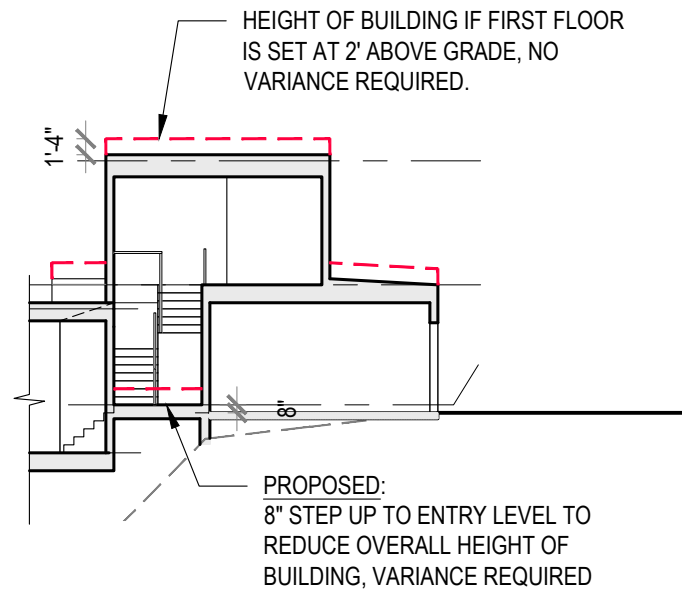 HEIGHT OF BUILDING IF FIRST FLOOR
IS SET AT 2' ABOVE GRADE, NO
VARIANCE REQUIRED.
1'-4"
8"
PROPOSED:
8" STEP UP TO ENTRY LEVEL TO
REDUCE OVERALL HEIGHT OF
BUILDING, VARIANCE REQUIRED